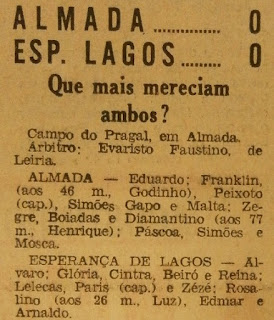 ALMADA .......... 0
ESP. LAGOS ...... 0
Que mais mereciam
ambos?
Campo do Pragal, em Almada.
Árbitro: Evaristo Faustino, de
Leiria.
ALMADA — Eduardo; Franklin,
(aos 46 m., Godinho), Peixoto
(cap.), Simões Gapo e Malta; Ze-
gre, Boiadas e Diamantino (aos 77
m., Henrique); Páscoa, Simões e
Mosca.
ESPERANÇA DE LAGOS — Al-
varo; Glória, Cintra, Beiró e Reina;
Lelecas, Paris (cap.) e Zézé; Rosa-
lino (aos 26 m., Luz), Edmar e
Arnaldo.